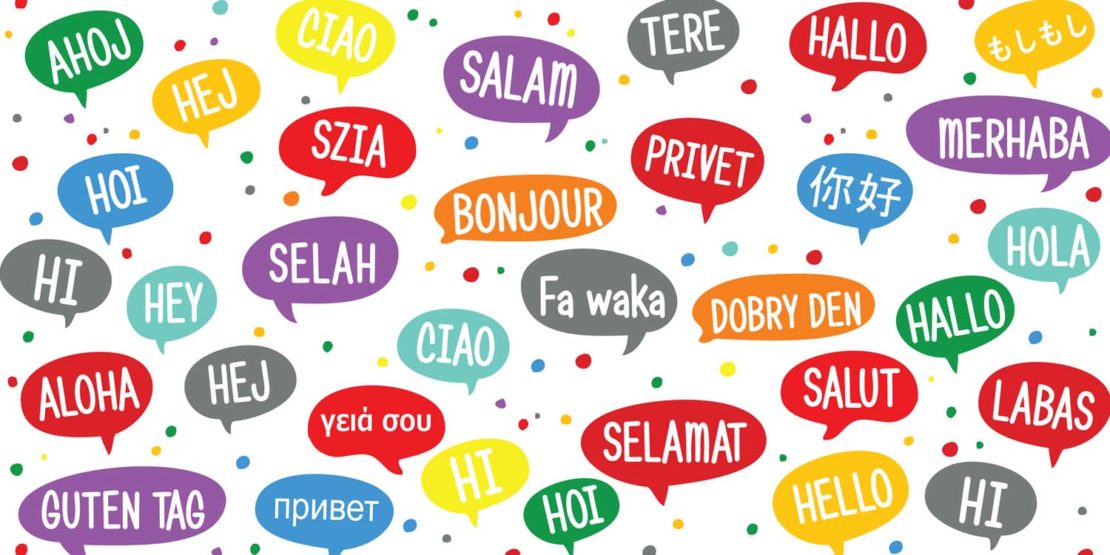 AHOJ
HEJ
CIAO
SALAM
TERE
HALLO
もしもし
MERHABA
SZIA
PRIVET
你好
HOI
BONJOUR
HOLA
SELAH
HI
HEY
Fa waka
DOBRY DEN
HALLO
CIAO
ALOHA
HEJ
γειά σου
SALUT
LABAS
SELAMAT
HI
HELLO
HI
GUTEN TAG
привет
HOI